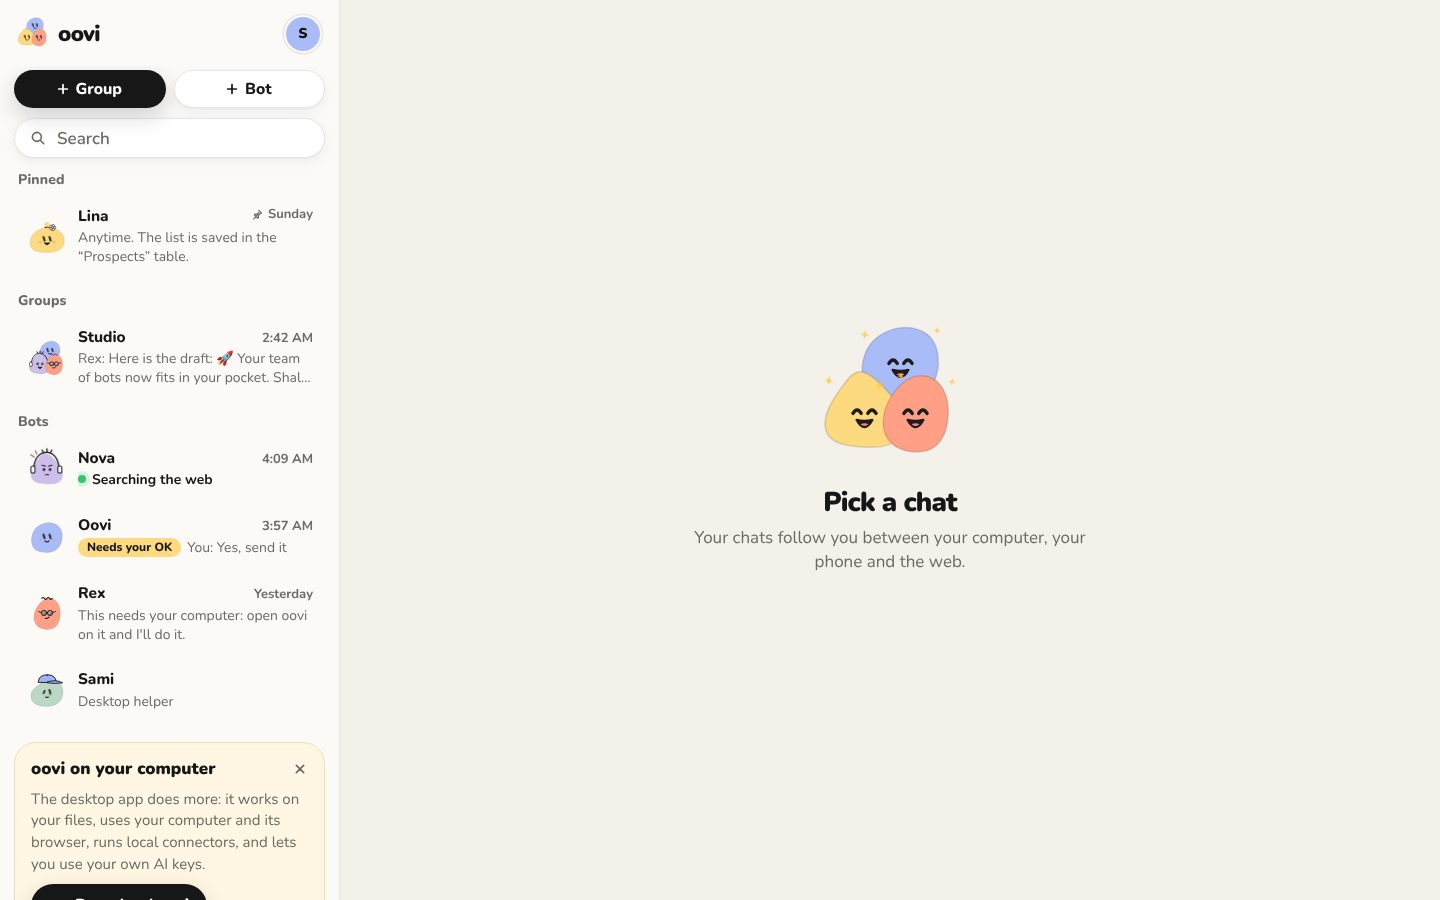 oovi
S
+ Group
+ Bot
Search
Pinned
Lina
Sunday
Anytime. The list is saved in the
“Prospects” table.
Groups
Studio
2:42 AM
Rex: Here is the draft: 🚀 Your team
of bots now fits in your pocket. Shal...
Bots
Nova
4:09 AM
Searching the web
Oovi
3:57 AM
Needs your OK
You: Yes, send it
Rex
Yesterday
This needs your computer: open oovi
on it and I'll do it.
Sami
Desktop helper
oovi on your computer
The desktop app does more: it works on
your files, uses your computer and its
browser, runs local connectors, and lets
you use your own AI keys.
Pick a chat
Your chats follow you between your computer, your
phone and the web.